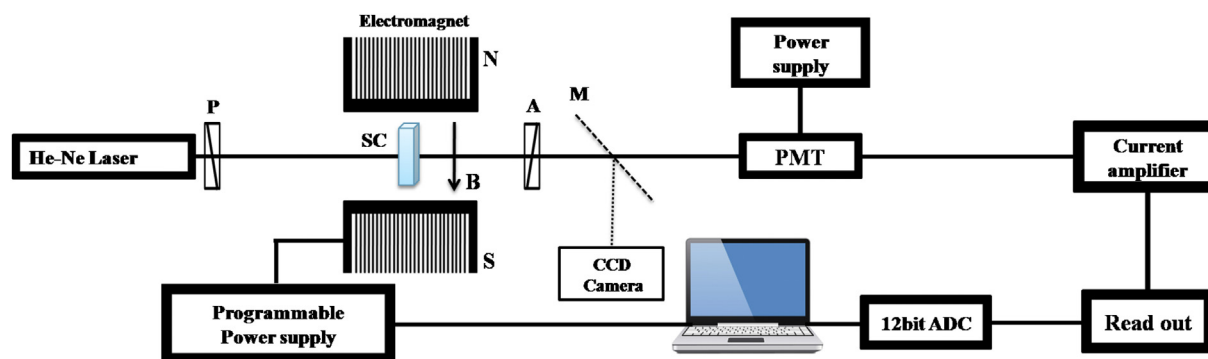 Electromagnet
N
Power
supply
P
A
M
SC
He-Ne Laser
PMT
Current
amplifier
B
S
CCD
Camera
Programmable
Power supply
12bit ADC
Read out